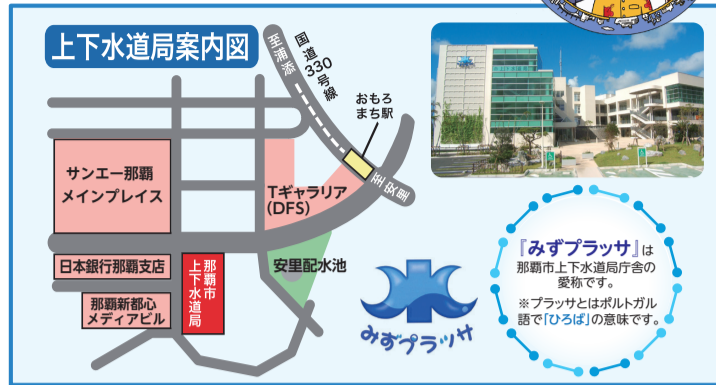 上下水道局案内図
至浦添
国道330号線
おもろ
まち駅
至安里
サンエー那覇
メインプレイス
Tギャラリア
(DFS)
日本銀行那覇支店
那覇市
上下水道局
安里配水池
那覇新都心
メディアビル
みずプラッサ
『みずプラッサ』は
那覇市上下水道局庁舎の
愛称です。
※プラッサとはポルトガル
語で「ひろば」の意味です。